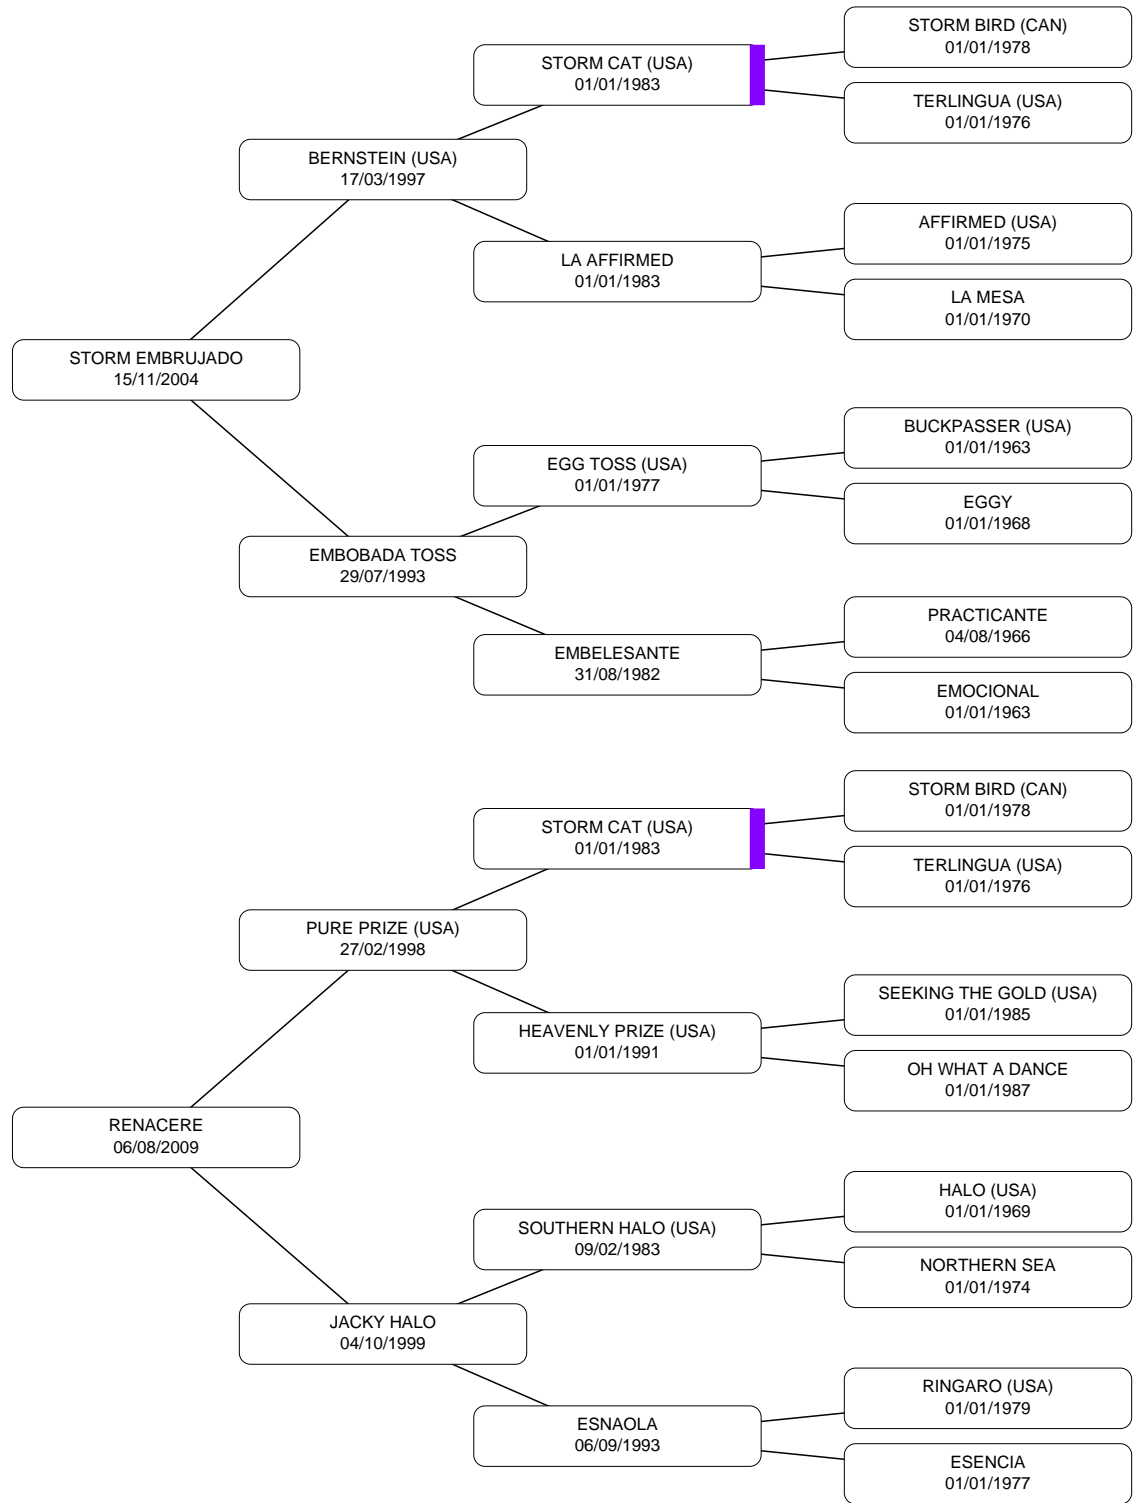 STORM BIRD (CAN)
01/01/1978
STORM CAT (USA)
01/01/1983
TERLINGUA (USA)
01/01/1976
BERNSTEIN (USA)
17/03/1997
AFFIRMED (USA)
01/01/1975
LA AFFIRMED
01/01/1983
LA MESA
01/01/1970
STORM EMBRUJADO
15/11/2004
BUCKPASSER (USA)
01/01/1963
EGG TOSS (USA)
01/01/1977
EGGY
01/01/1968
EMBOBADA TOSS
29/07/1993
PRACTICANTE
04/08/1966
EMBELESANTE
31/08/1982
EMOCIONAL
01/01/1963
STORM BIRD (CAN)
01/01/1978
STORM CAT (USA)
01/01/1983
TERLINGUA (USA)
01/01/1976
PURE PRIZE (USA)
27/02/1998
SEEKING THE GOLD (USA)
01/01/1985
HEAVENLY PRIZE (USA)
01/01/1991
OH WHAT A DANCE
01/01/1987
RENACERE
06/08/2009
HALO (USA)
01/01/1969
SOUTHERN HALO (USA)
09/02/1983
NORTHERN SEA
01/01/1974
JACKY HALO
04/10/1999
RINGARO (USA)
01/01/1979
ESNAOLA
06/09/1993
ESENCIA
01/01/1977